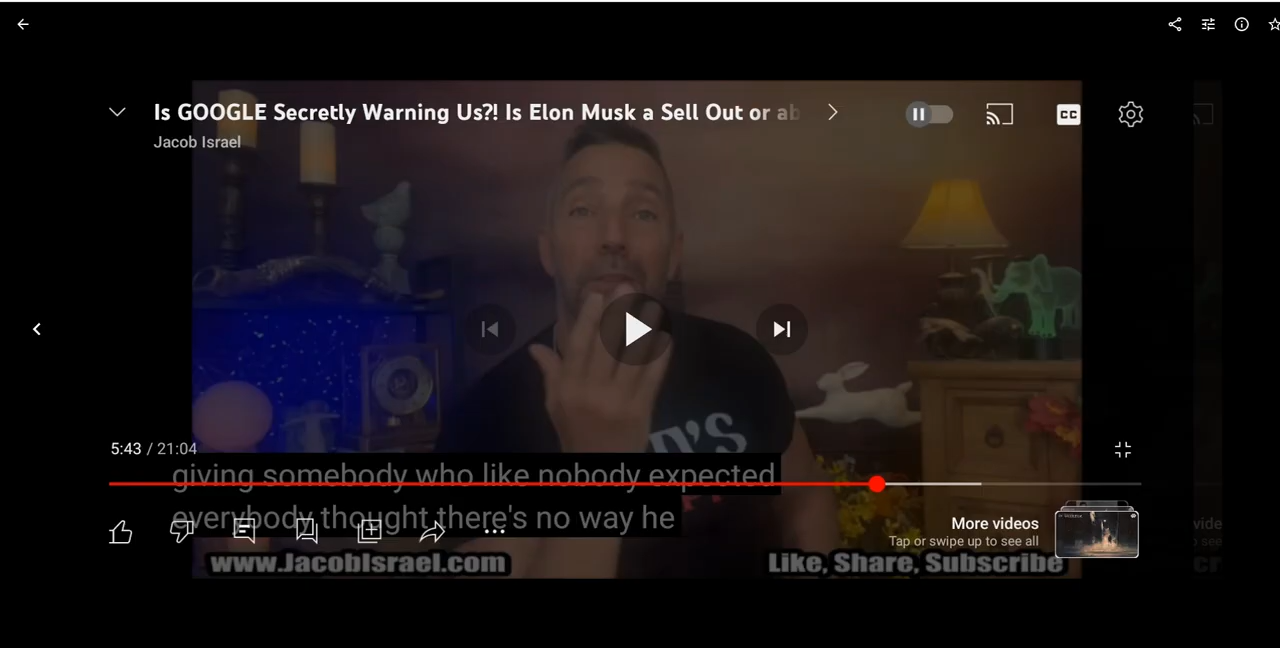 Is GOOGLE Secretly Warning Us?! Is Elon Musk a Sell Out or ab
Jacob Israel
CC
D'S
5:43 / 21:04
giving somebody who like nobody expected
everybody thought there's no way he
More videos
Tap or swipe up to see all
www.JacobIsrael.com
Like, Share, Subscribe